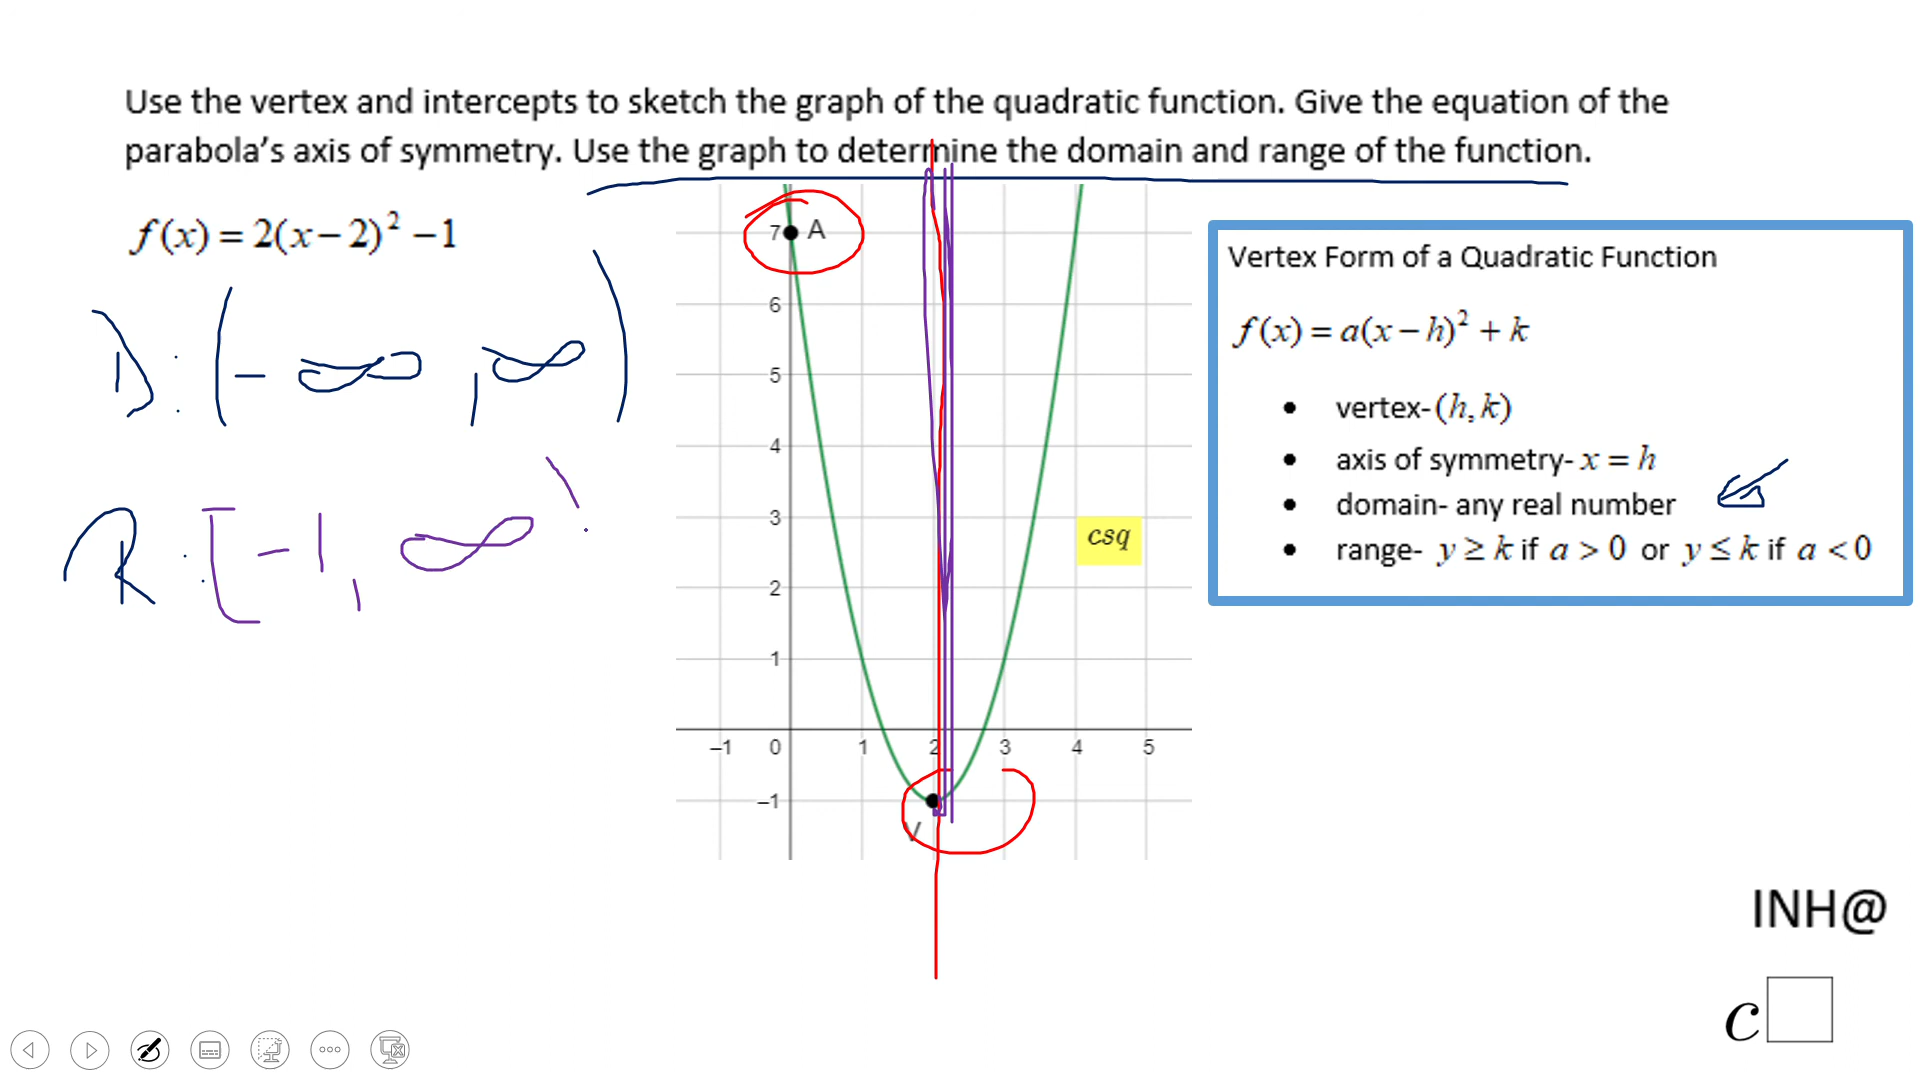 Use the vertex and intercepts to sketch the graph of the quadratic function. Give the equation of the
parabola's axis of symmetry. Use the graph to determine the domain and range of the function.
f(x) = 2(x−2)² −1
D: (−∞, ∞)
R: [−1, ∞)
7 A
6
5
4
3
2
1
−1 0 1 2 3 4 5
−1
V
csq
Vertex Form of a Quadratic Function
f(x) = a(x−h)² + k
• vertex-(h,k)
• axis of symmetry- x = h
• domain- any real number
• range- y ≥ k if a > 0 or y ≤ k if a < 0
INH@
c